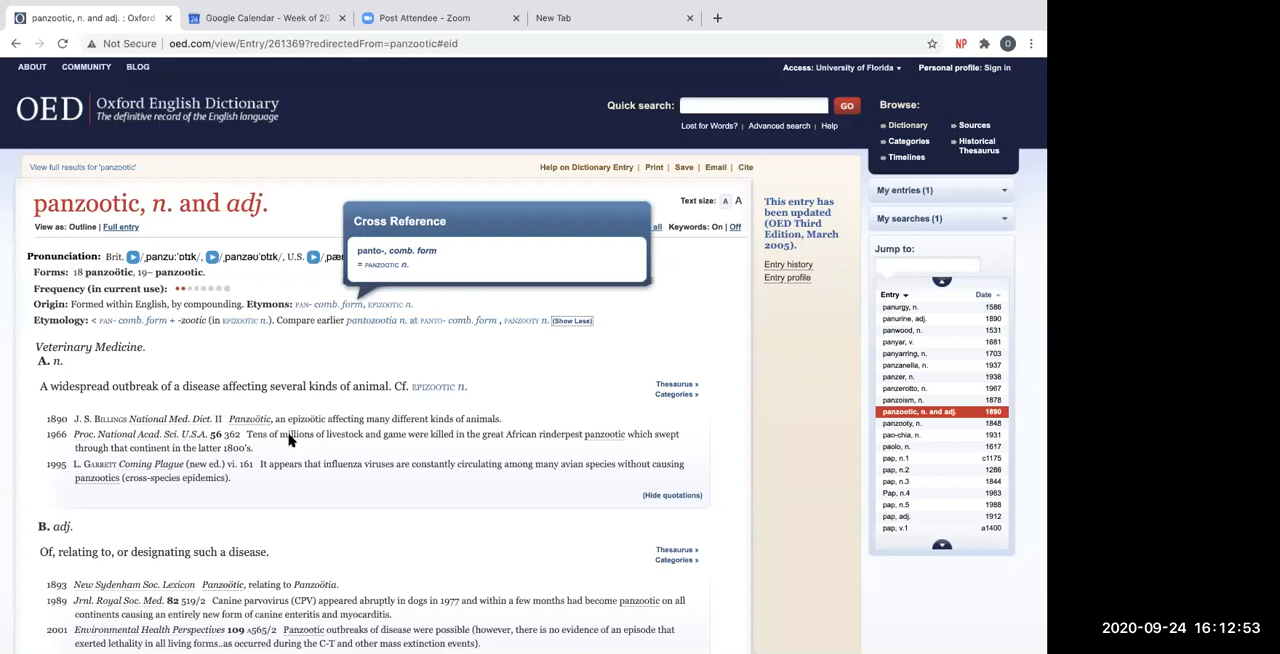 panzootic, n. and adj. : Oxford
Google Calendar - Week of 20
Post Attendee - Zoom
New Tab
Not Secure | oed.com/view/Entry/261369?redirectedFrom=panzootic#eid
NP
O
ABOUT COMMUNITY BLOG
Access: University of Florida Personal profile: Sign in
OED Oxford English Dictionary
The definitive record of the English language
Quick search: GO
Lost for Words? | Advanced search | Help
Browse:
Dictionary Sources
Categories Historical Thesaurus
Timelines
View full results for 'panzootic'
Help on Dictionary Entry | Print | Save | Email | Cite
panzootic, n. and adj.
Text size: A A
View as: Outline | Full entry
all Keywords: On | Off
Cross Reference
panto-, comb. form
= PANZOOTIC n.
Pronunciation: Brit. /ˌpanzuːˈɒtɪk/, /ˌpanzəʊˈɒtɪk/, U.S.
Forms: 18 panzoötic, 19– panzootic.
Frequency (in current use):
Origin: Formed within English, by compounding. Etymons: PAN- comb. form, EPIZOOTIC n.
Etymology: < PAN- comb. form + -zootic (in EPIZOOTIC n.). Compare earlier pantozootia n. at PANTO- comb. form , PANZOOTY n. (Show Less)
Veterinary Medicine.
A. n.
A widespread outbreak of a disease affecting several kinds of animal. Cf. EPIZOOTIC n.
Thesaurus »
Categories »
1890 J. S. BILLINGS National Med. Dict. II Panzoötic, an epizoötic affecting many different kinds of animals.
1966 Proc. National Acad. Sci. U.S.A. 56 362 Tens of millions of livestock and game were killed in the great African rinderpest panzootic which swept
through that continent in the latter 1800's.
1995 L. GARRETT Coming Plague (new ed.) vi. 161 It appears that influenza viruses are constantly circulating among many avian species without causing
panzootics (cross-species epidemics).
(Hide quotations)
B. adj.
Of, relating to, or designating such a disease.
Thesaurus »
Categories »
1893 New Sydenham Soc. Lexicon Panzoötic, relating to Panzoötia.
1989 Jrnl. Royal Soc. Med. 82 519/2 Canine parvovirus (CPV) appeared abruptly in dogs in 1977 and within a few months had become panzootic on all
continents causing an entirely new form of canine enteritis and myocarditis.
2001 Environmental Health Perspectives 109 A565/2 Panzootic outbreaks of disease were possible (however, there is no evidence of an episode that
exerted lethality in all living forms..as occurred during the C-T and other mass extinction events).
This entry has
been updated
(OED Third
Edition, March
2005).
Entry history
Entry profile
My entries (1)
My searches (1)
Jump to:
Entry Date
panurgy, n. 1586
panurine, adj. 1890
panwood, n. 1531
panyar, v. 1681
panyarring, n. 1703
panzanella, n. 1937
panzer, n. 1938
panzerotto, n. 1967
panzoism, n. 1878
panzootic, n. and adj. 1890
panzooty, n. 1848
pao-chia, n. 1931
paolo, n. 1617
pap, n.1 c1175
pap, n.2 1286
pap, n.3 1844
Pap, n.4 1963
pap, n.5 1988
pap, adj. 1912
pap, v.1 a1400
2020-09-24 16:12:53